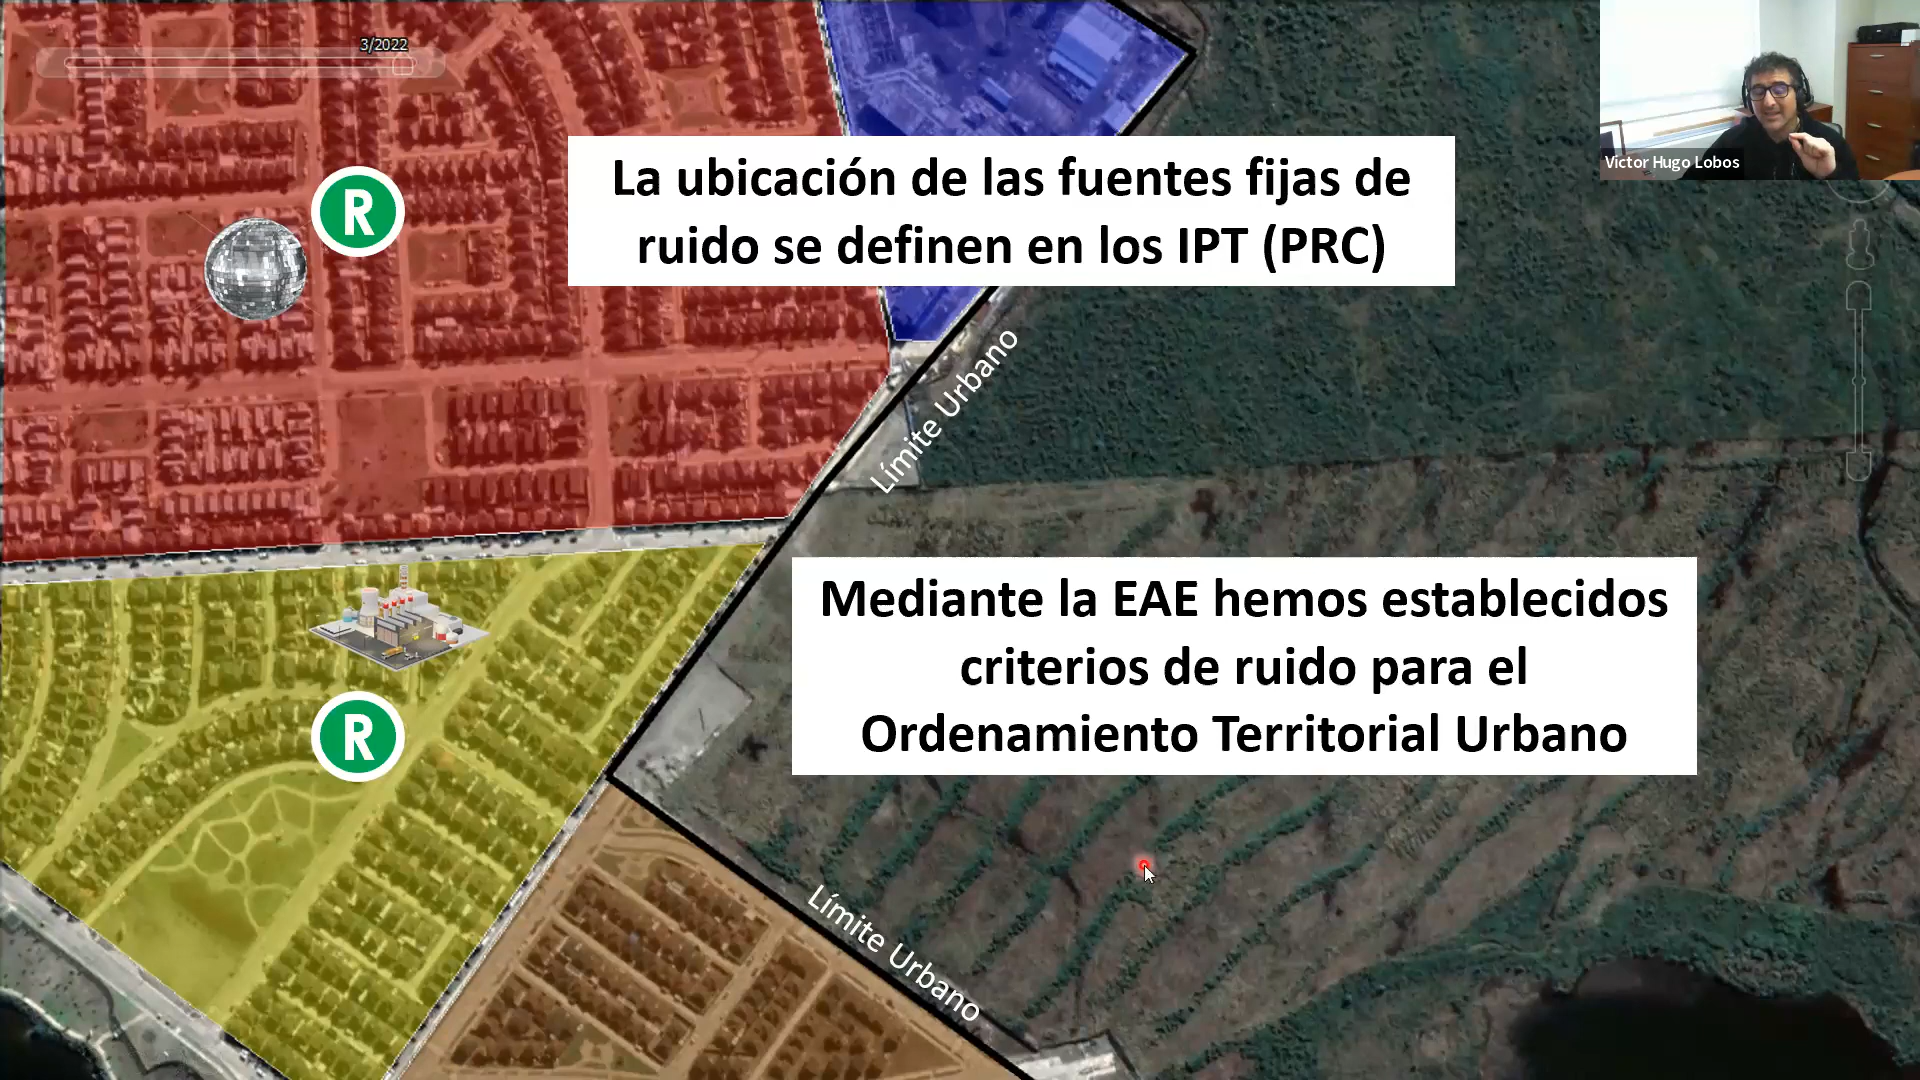 3/2022
Victor Hugo Lobos
R
La ubicación de las fuentes fijas de
ruido se definen en los IPT (PRC)
Límite Urbano
Mediante la EAE hemos establecidos
criterios de ruido para el
Ordenamiento Territorial Urbano
R
Límite Urbano